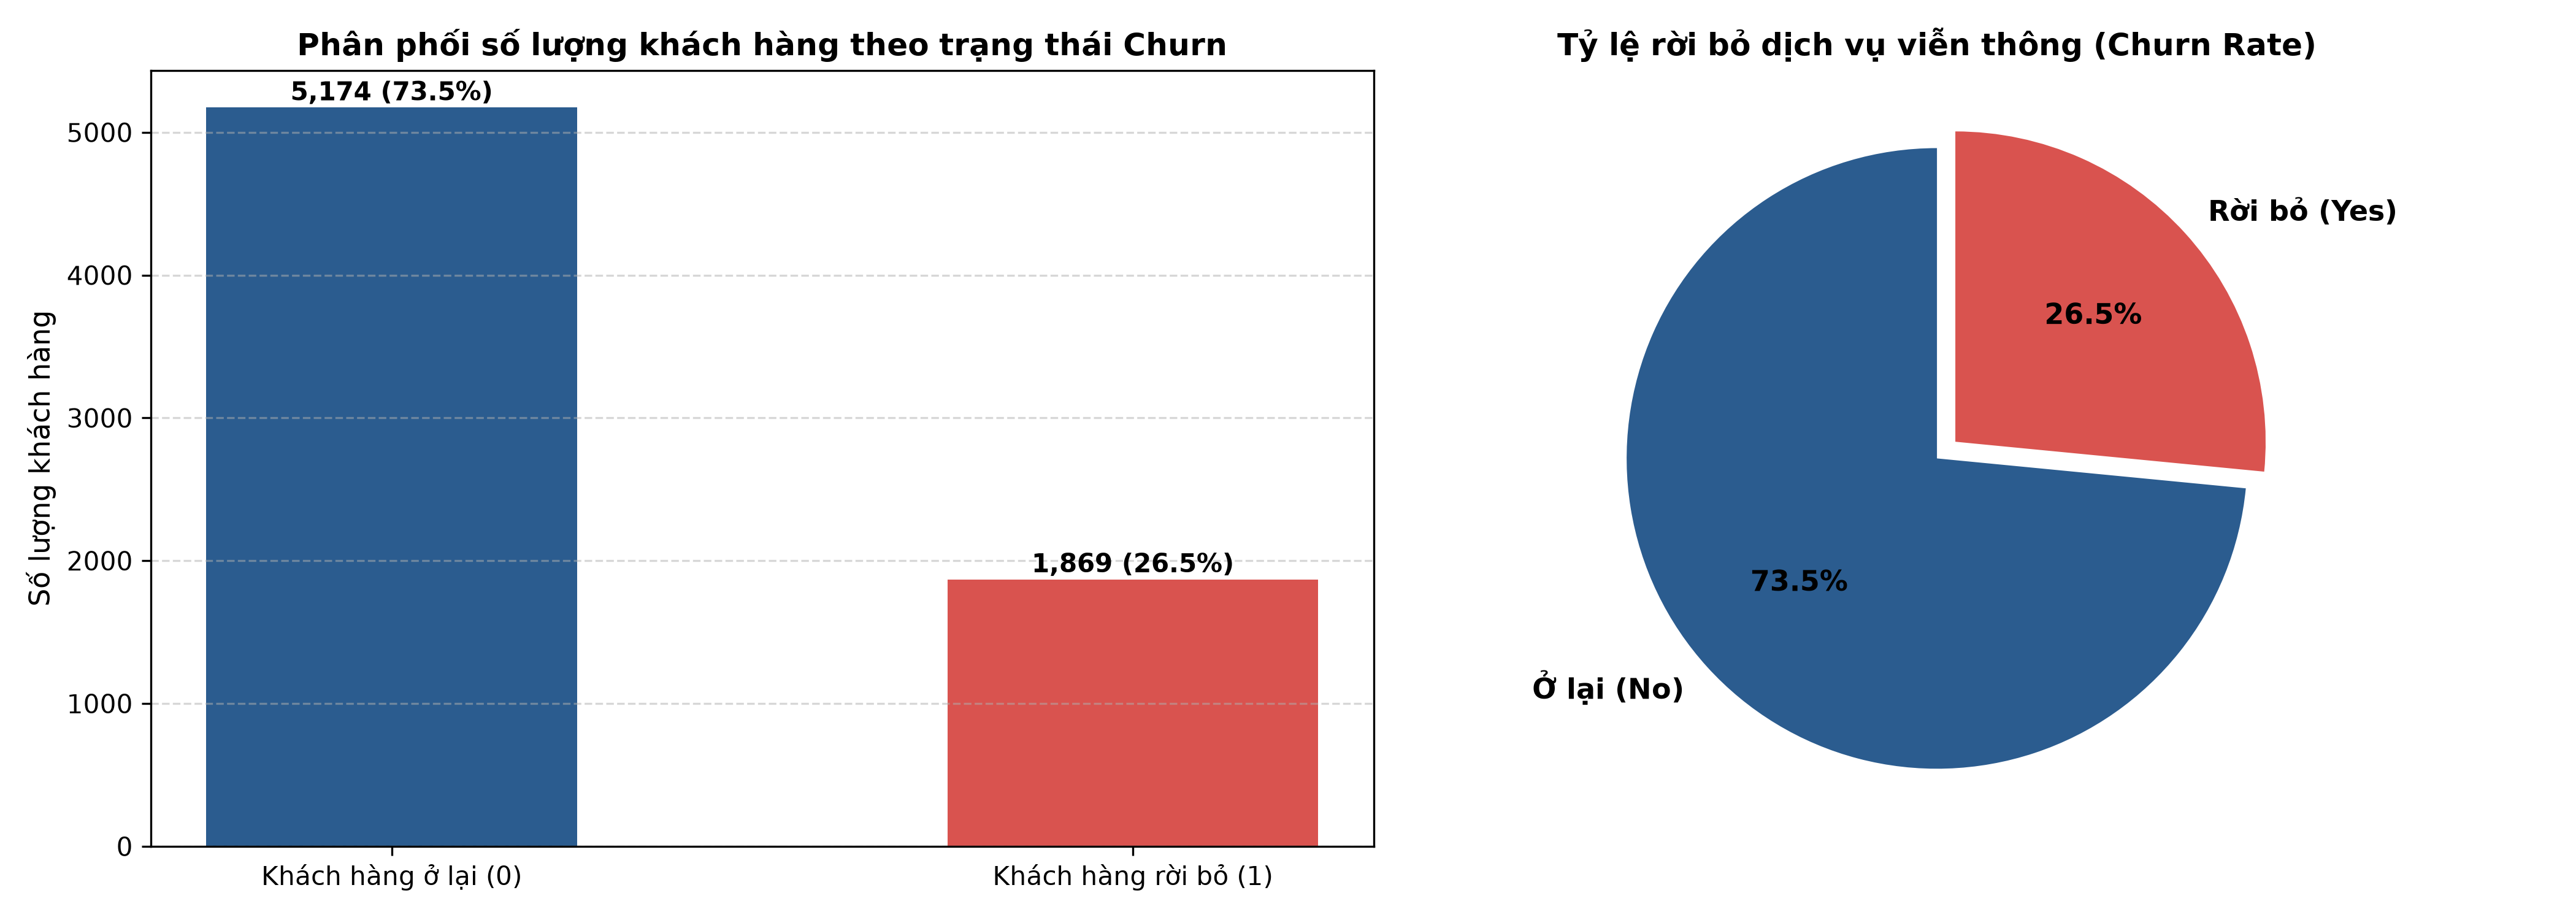 Phân phối số lượng khách hàng theo trạng thái Churn
5,174 (73.5%)
5000
4000
3000
2000
1000
0
Số lượng khách hàng
1,869 (26.5%)
Khách hàng ở lại (0)
Khách hàng rời bỏ (1)
Tỷ lệ rời bỏ dịch vụ viễn thông (Churn Rate)
Rời bỏ (Yes)
26.5%
73.5%
Ở lại (No)